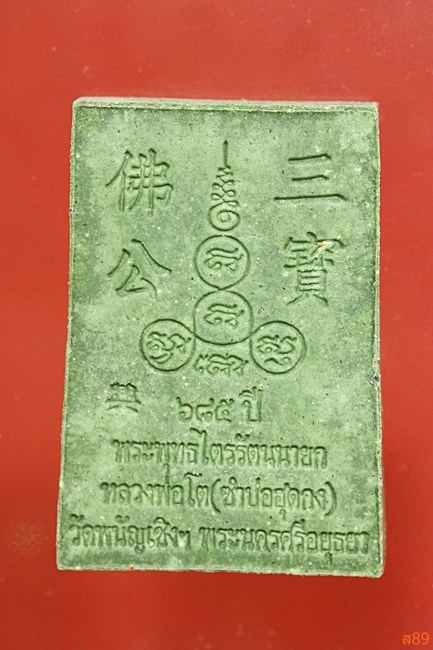 佛 三
公 寶
興
๖๘๕ ปี
พระพุทธไตรรัตนนายก
หลวงพ่อโต(ซำปอฮุดกง)
วัดพนัญเชิงฯ พระนครศรีอยุธยา
ส89